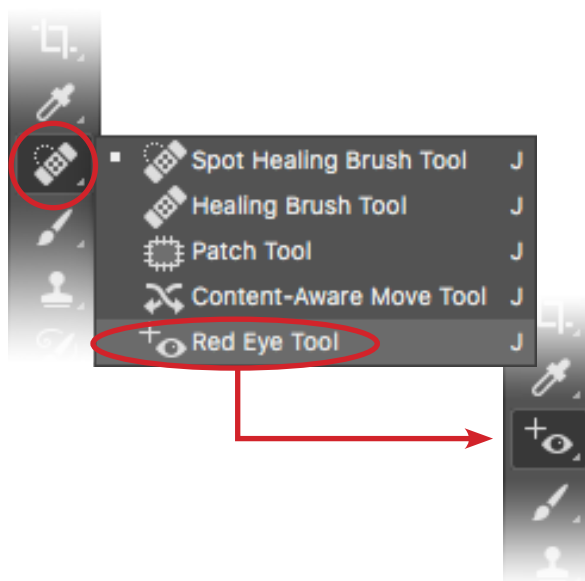 Spot Healing Brush Tool J
Healing Brush Tool J
Patch Tool J
Content-Aware Move Tool J
Red Eye Tool J